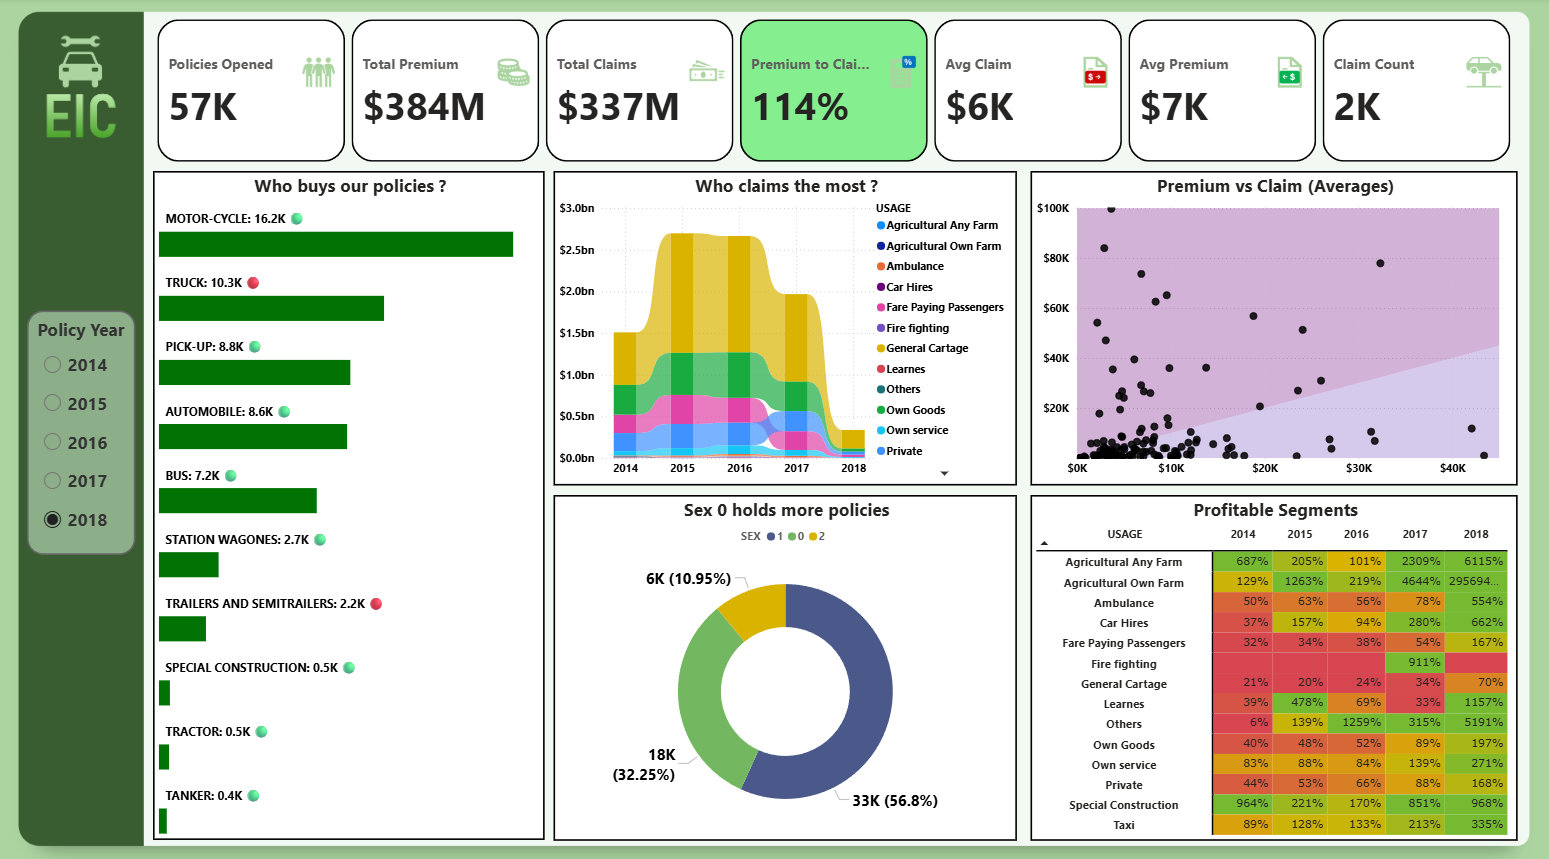 EIC
Policies Opened
57K
Total Premium
$384M
Total Claims
$337M
Premium to Clai...
%
114%
Avg Claim
$
$6K
Avg Premium
$
$7K
Claim Count
2K
Policy Year
2014
2015
2016
2017
2018
Who buys our policies ?
MOTOR-CYCLE: 16.2K
TRUCK: 10.3K
PICK-UP: 8.8K
AUTOMOBILE: 8.6K
BUS: 7.2K
STATION WAGONES: 2.7K
TRAILERS AND SEMITRAILERS: 2.2K
SPECIAL CONSTRUCTION: 0.5K
TRACTOR: 0.5K
TANKER: 0.4K
Who claims the most ?
$3.0bn
$2.5bn
$2.0bn
$1.5bn
$1.0bn
$0.5bn
$0.0bn
2014 2015 2016 2017 2018
USAGE
Agricultural Any Farm
Agricultural Own Farm
Ambulance
Car Hires
Fare Paying Passengers
Fire fighting
General Cartage
Learnes
Others
Own Goods
Own service
Private
Premium vs Claim (Averages)
$100K
$80K
$60K
$40K
$20K
$0K $10K $20K $30K $40K
Sex 0 holds more policies
SEX 1 0 2
6K (10.95%)
18K
(32.25%)
33K (56.8%)
Profitable Segments
USAGE 2014 2015 2016 2017 2018
Agricultural Any Farm 687% 205% 101% 2309% 6115%
Agricultural Own Farm 129% 1263% 219% 4644% 295694...
Ambulance 50% 63% 56% 78% 554%
Car Hires 37% 157% 94% 280% 662%
Fare Paying Passengers 32% 34% 38% 54% 167%
Fire fighting 911%
General Cartage 21% 20% 24% 34% 70%
Learnes 39% 478% 69% 33% 1157%
Others 6% 139% 1259% 315% 5191%
Own Goods 40% 48% 52% 89% 197%
Own service 83% 88% 84% 139% 271%
Private 44% 53% 66% 88% 168%
Special Construction 964% 221% 170% 851% 968%
Taxi 89% 128% 133% 213% 335%